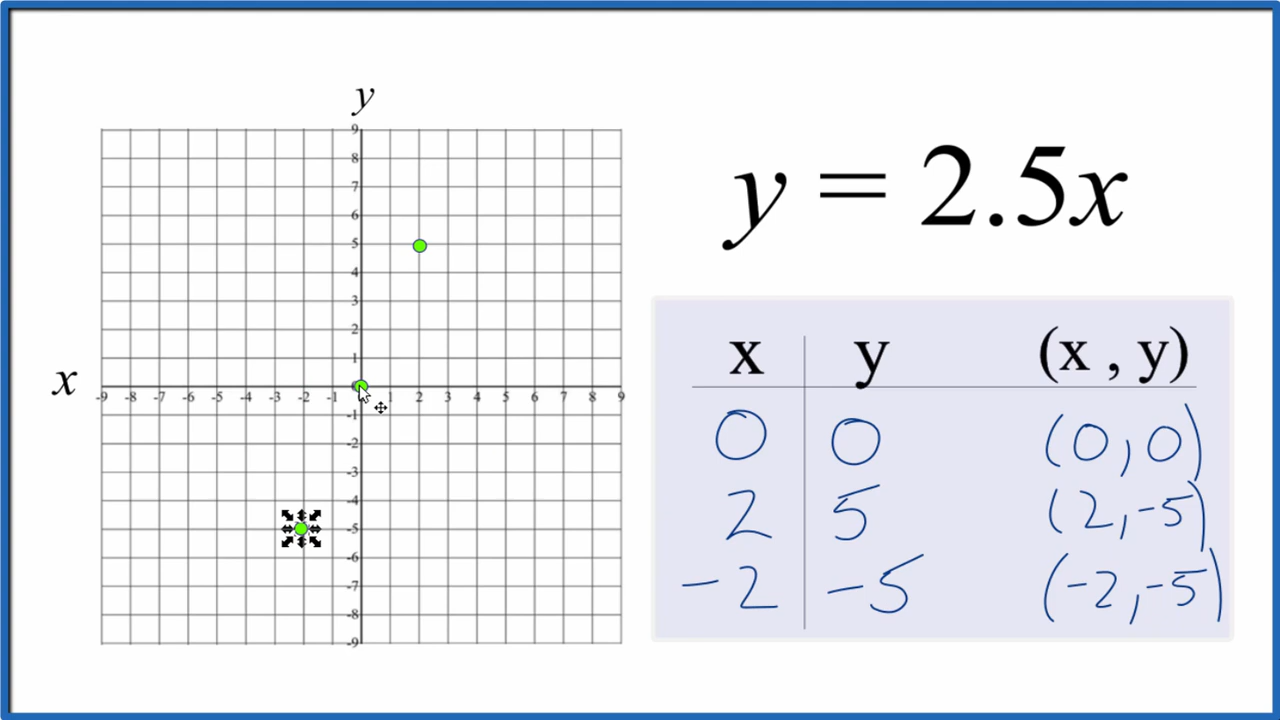 y
y = 2.5x
9
8
7
6
5
4
3
2
1
x
-9 -8 -7 -6 -5 -4 -3 -2 -1 1 2 3 4 5 6 7 8 9
-1
-2
-3
-4
-5
-6
-7
-8
-9
x y (x , y)
0 0 (0,0)
2 5 (2,-5)
-2 -5 (-2,-5)